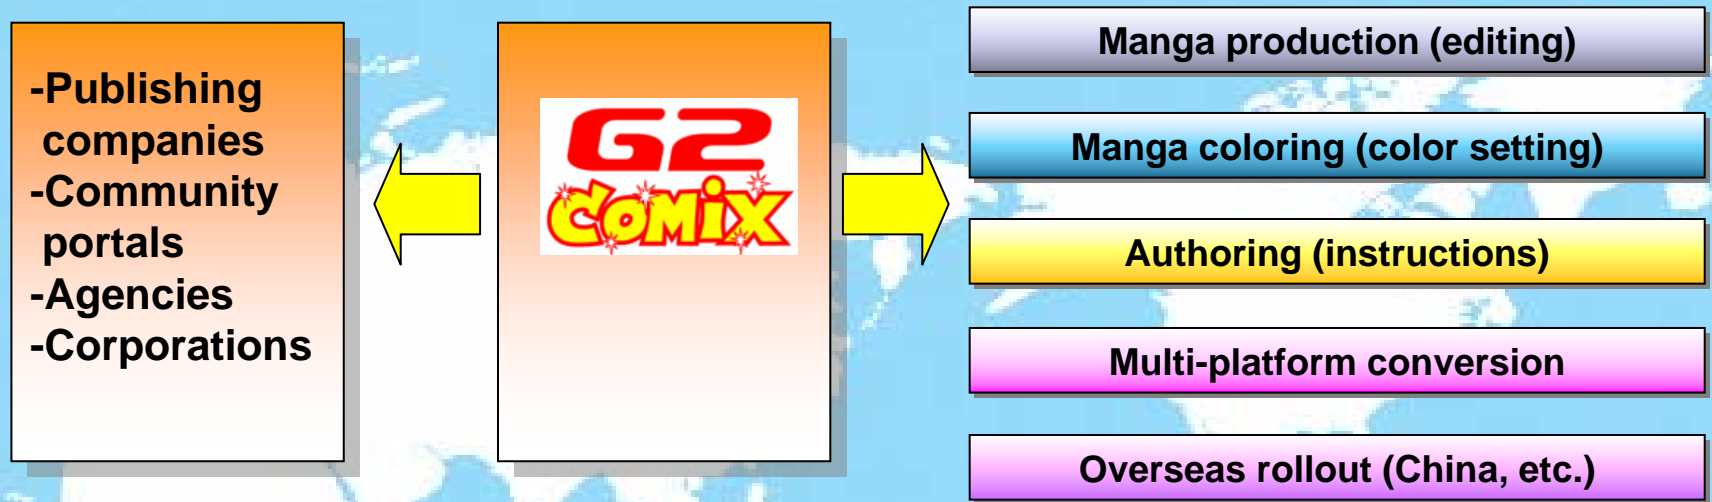 -Publishing
companies
-Community
portals
-Agencies
-Corporations
G2
COMIX
Manga production (editing)
Manga coloring (color setting)
Authoring (instructions)
Multi-platform conversion
Overseas rollout (China, etc.)